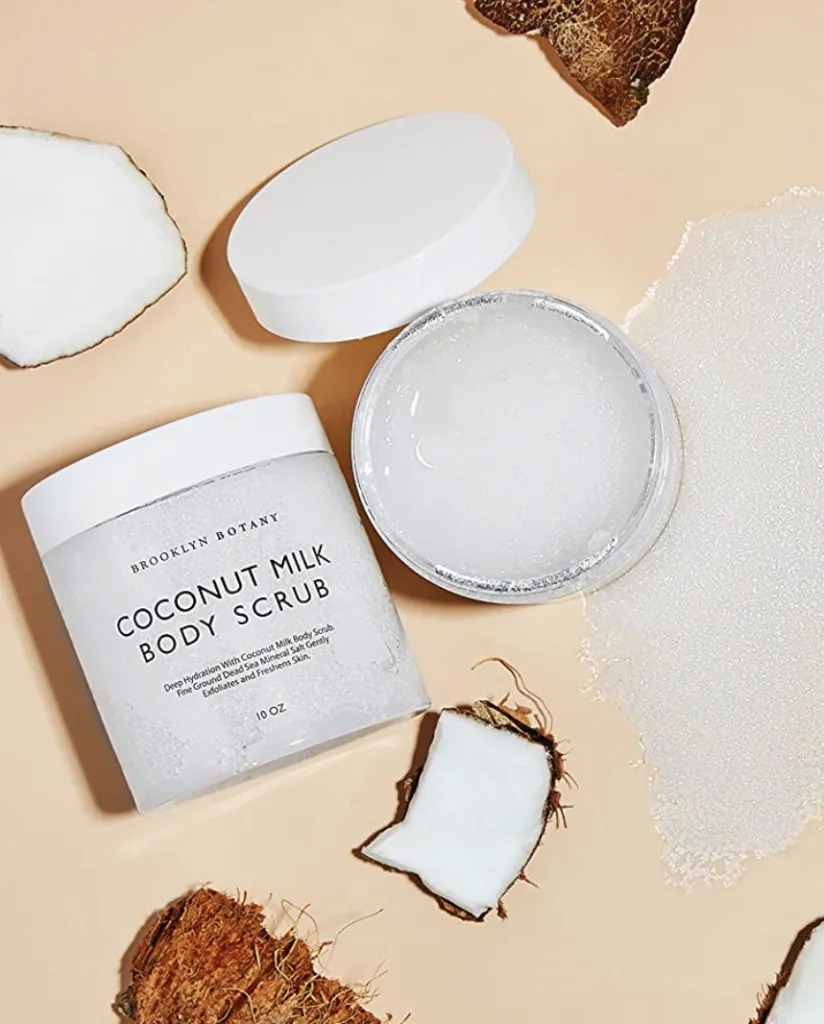 BROOKLYN BOTANY
COCONUT MILK
BODY SCRUB
Deep Hydration With Coconut Milk Body Scrub.
Fine Ground Dead Sea Mineral Salt Gently
Exfoliates and Freshens Skin.
10 OZ